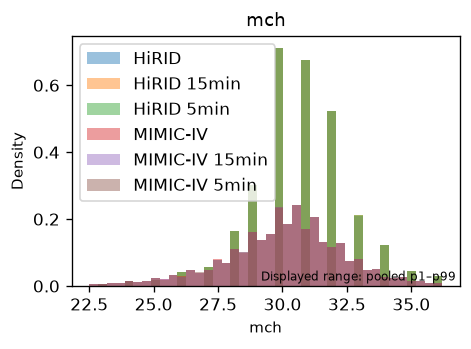 mch
HiRID
HiRID 15min
HiRID 5min
MIMIC-IV
MIMIC-IV 15min
MIMIC-IV 5min
Displayed range: pooled p1–p99
Density
0.6
0.4
0.2
0.0
22.5 25.0 27.5 30.0 32.5 35.0
mch